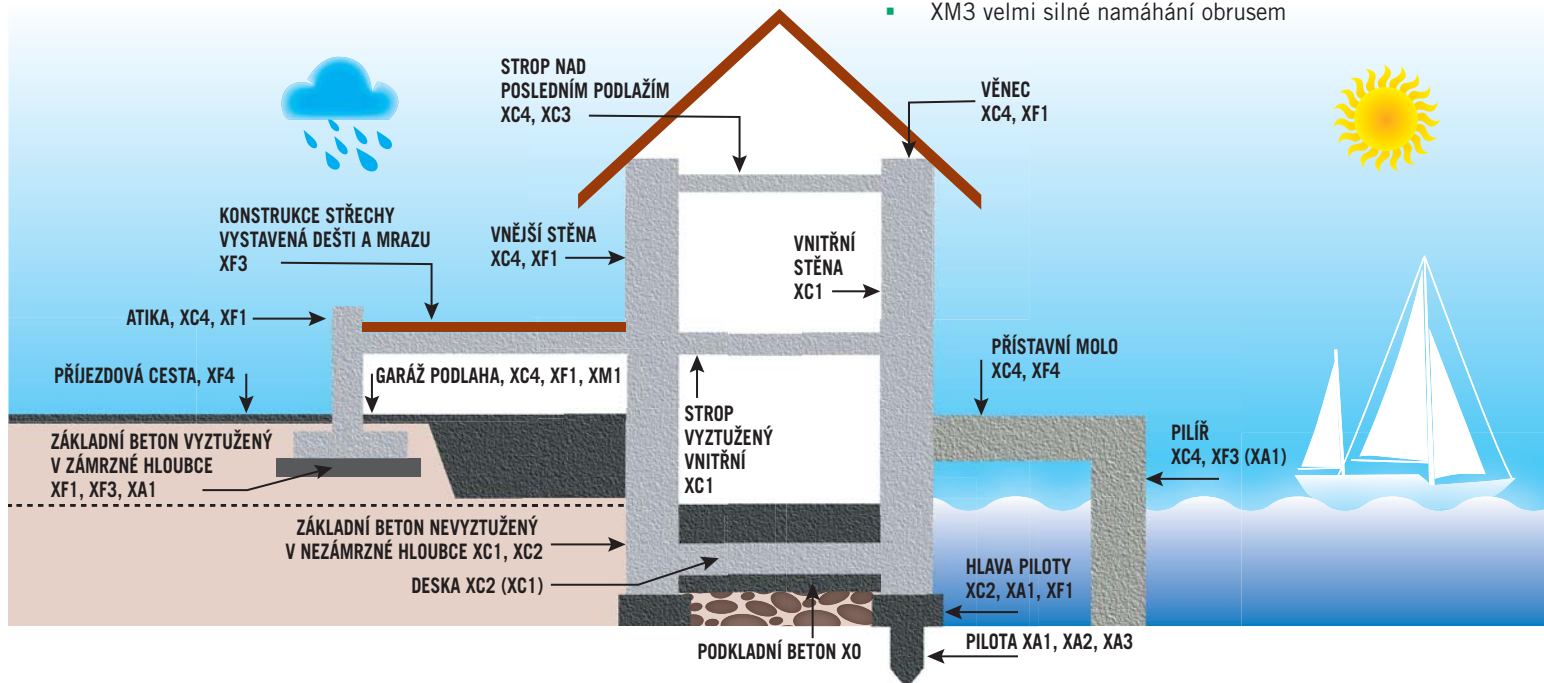 ▪ XM3 velmi silné namáhání obrusem
STROP NAD
POSLEDNÍM PODLAŽÍM
XC4, XC3
VĚNEC
XC4, XF1
KONSTRUKCE STŘECHY
VYSTAVENÁ DEŠTI A MRAZU
XF3
VNĚJŠÍ STĚNA
XC4, XF1
VNITŘNÍ
STĚNA
XC1
ATIKA, XC4, XF1
PŘÍSTAVNÍ MOLO
XC4, XF4
PŘÍJEZDOVÁ CESTA, XF4
GARÁŽ PODLAHA, XC4, XF1, XM1
STROP
VYZTUŽENÝ
VNITŘNÍ
XC1
PILÍŘ
XC4, XF3 (XA1)
ZÁKLADNÍ BETON VYZTUŽENÝ
V ZÁMRZNÉ HLOUBCE
XF1, XF3, XA1
ZÁKLADNÍ BETON NEVYZTUŽENÝ
V NEZÁMRZNÉ HLOUBCE XC1, XC2
DESKA XC2 (XC1)
HLAVA PILOTY
XC2, XA1, XF1
PODKLADNÍ BETON XO
PILOTA XA1, XA2, XA3